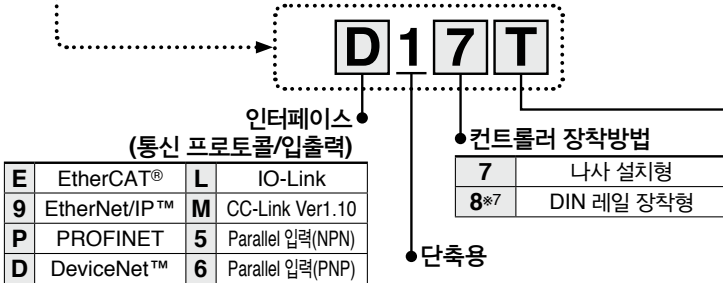 D17T
인터페이스
(통신 프로토콜/입출력)
E EtherCAT® L IO-Link
9 EtherNet/IP™ M CC-Link Ver1.10
P PROFINET 5 Parallel 입력(NPN)
D DeviceNet™ 6 Parallel 입력(PNP)
단축용
컨트롤러 장착방법
7 나사 설치형
8※7 DIN 레일 장착형